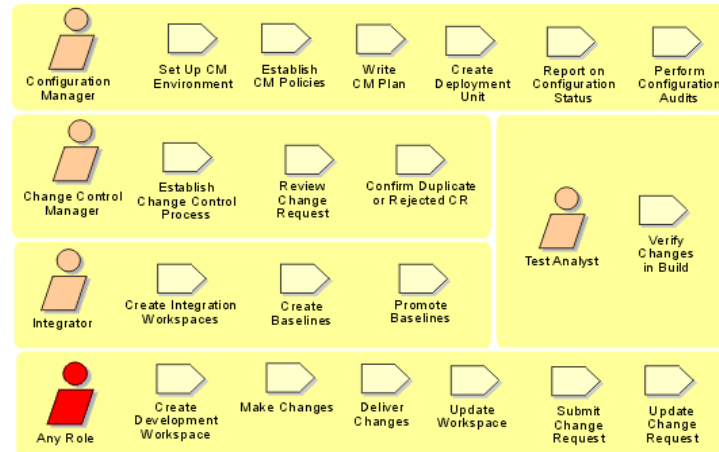 Configuration
Manager
Set Up CM
Environment
Establish
CM Policies
Write
CM Plan
Create
Deployment
Unit
Report on
Configuration
Status
Perform
Configuration
Audits
Change Control
Manager
Establish
Change Control
Process
Review
Change
Request
Confirm Duplicate
or Rejected CR
Test Analyst
Verify
Changes
in Build
Integrator
Create Integration
Workspaces
Create
Baselines
Promote
Baselines
Any Role
Create
Development
Workspace
Make Changes
Deliver
Changes
Update
Workspace
Submit
Change
Request
Update
Change
Request